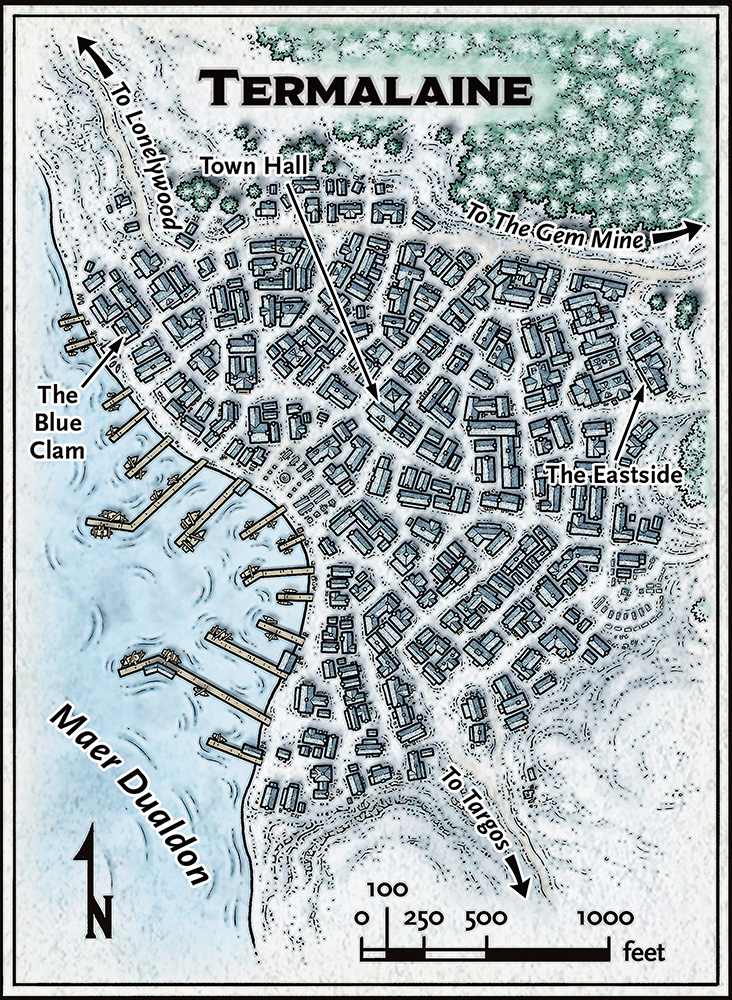 TERMALAINE
To Lonelywood
Town Hall
To The Gem Mine
The
Blue
Clam
The Eastside
Maer Dualdon
To Targos
N
100
0 250 500 1000
feet